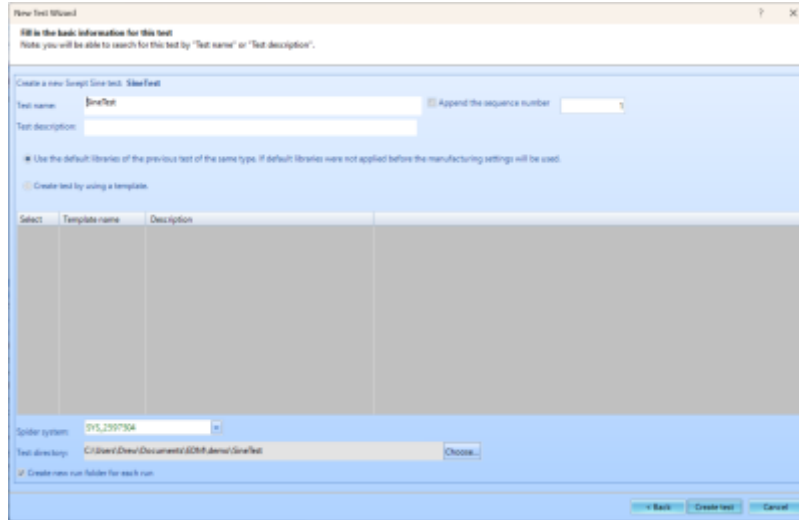 New Test Wizard ? X
Fill in the basic information for this test
Note: you will be able to search for this test by "Test name" or "Test description".
Create a new Swept Sine test: SineTest
Test name: SineTest Append the sequence number 1
Test description:
Use the default libraries of the previous test of the same type. If default libraries were not applied before the manufacturing settings will be used.
Create test by using a template.
Select Template name Description
Spider system: SYS_2597504
Test directory: C:\Users\Drew\Documents\EDM\demo\SineTest Choose...
Create new run folder for each run
< Back Create test Cancel